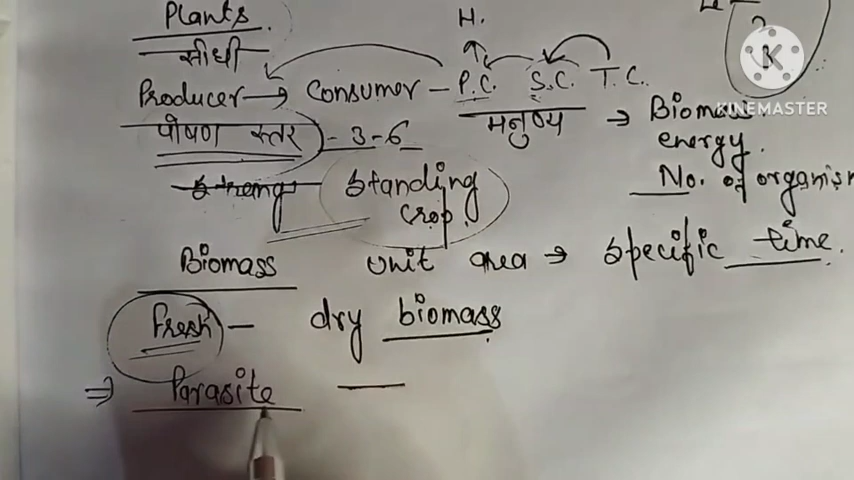 Plants
H.
सीधी
Producer → Consumer – P.C. S.C. T.C.
पोषण स्तर – 3-6
मनुष्य → Biomass
energy.
No. of organism
Standing
Crop.
Biomass unit area → Specific time.
Fresh – dry biomass
⇒ Parasite —
KINEMASTER